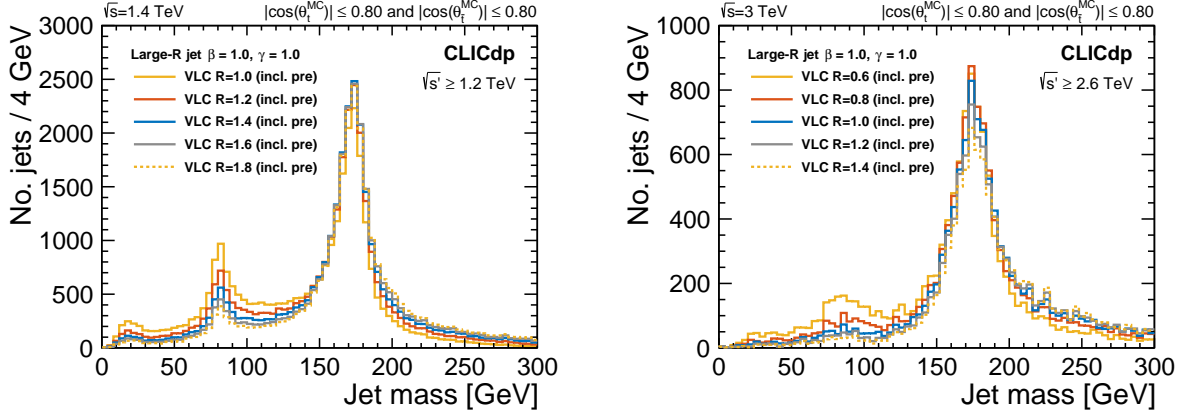 √s=1.4 TeV |cos(θ_t^MC)| ≤ 0.80 and |cos(θ_t̄^MC)| ≤ 0.80
Large-R jet β = 1.0, γ = 1.0
VLC R=1.0 (incl. pre)
VLC R=1.2 (incl. pre)
VLC R=1.4 (incl. pre)
VLC R=1.6 (incl. pre)
VLC R=1.8 (incl. pre)
CLICdp
√s' ≥ 1.2 TeV
No. jets / 4 GeV
3000
2500
2000
1500
1000
500
0
0 50 100 150 200 250 300
Jet mass [GeV]
√s=3 TeV |cos(θ_t^MC)| ≤ 0.80 and |cos(θ_t̄^MC)| ≤ 0.80
Large-R jet β = 1.0, γ = 1.0
VLC R=0.6 (incl. pre)
VLC R=0.8 (incl. pre)
VLC R=1.0 (incl. pre)
VLC R=1.2 (incl. pre)
VLC R=1.4 (incl. pre)
CLICdp
√s' ≥ 2.6 TeV
No. jets / 4 GeV
1000
800
600
400
200
0
0 50 100 150 200 250 300
Jet mass [GeV]